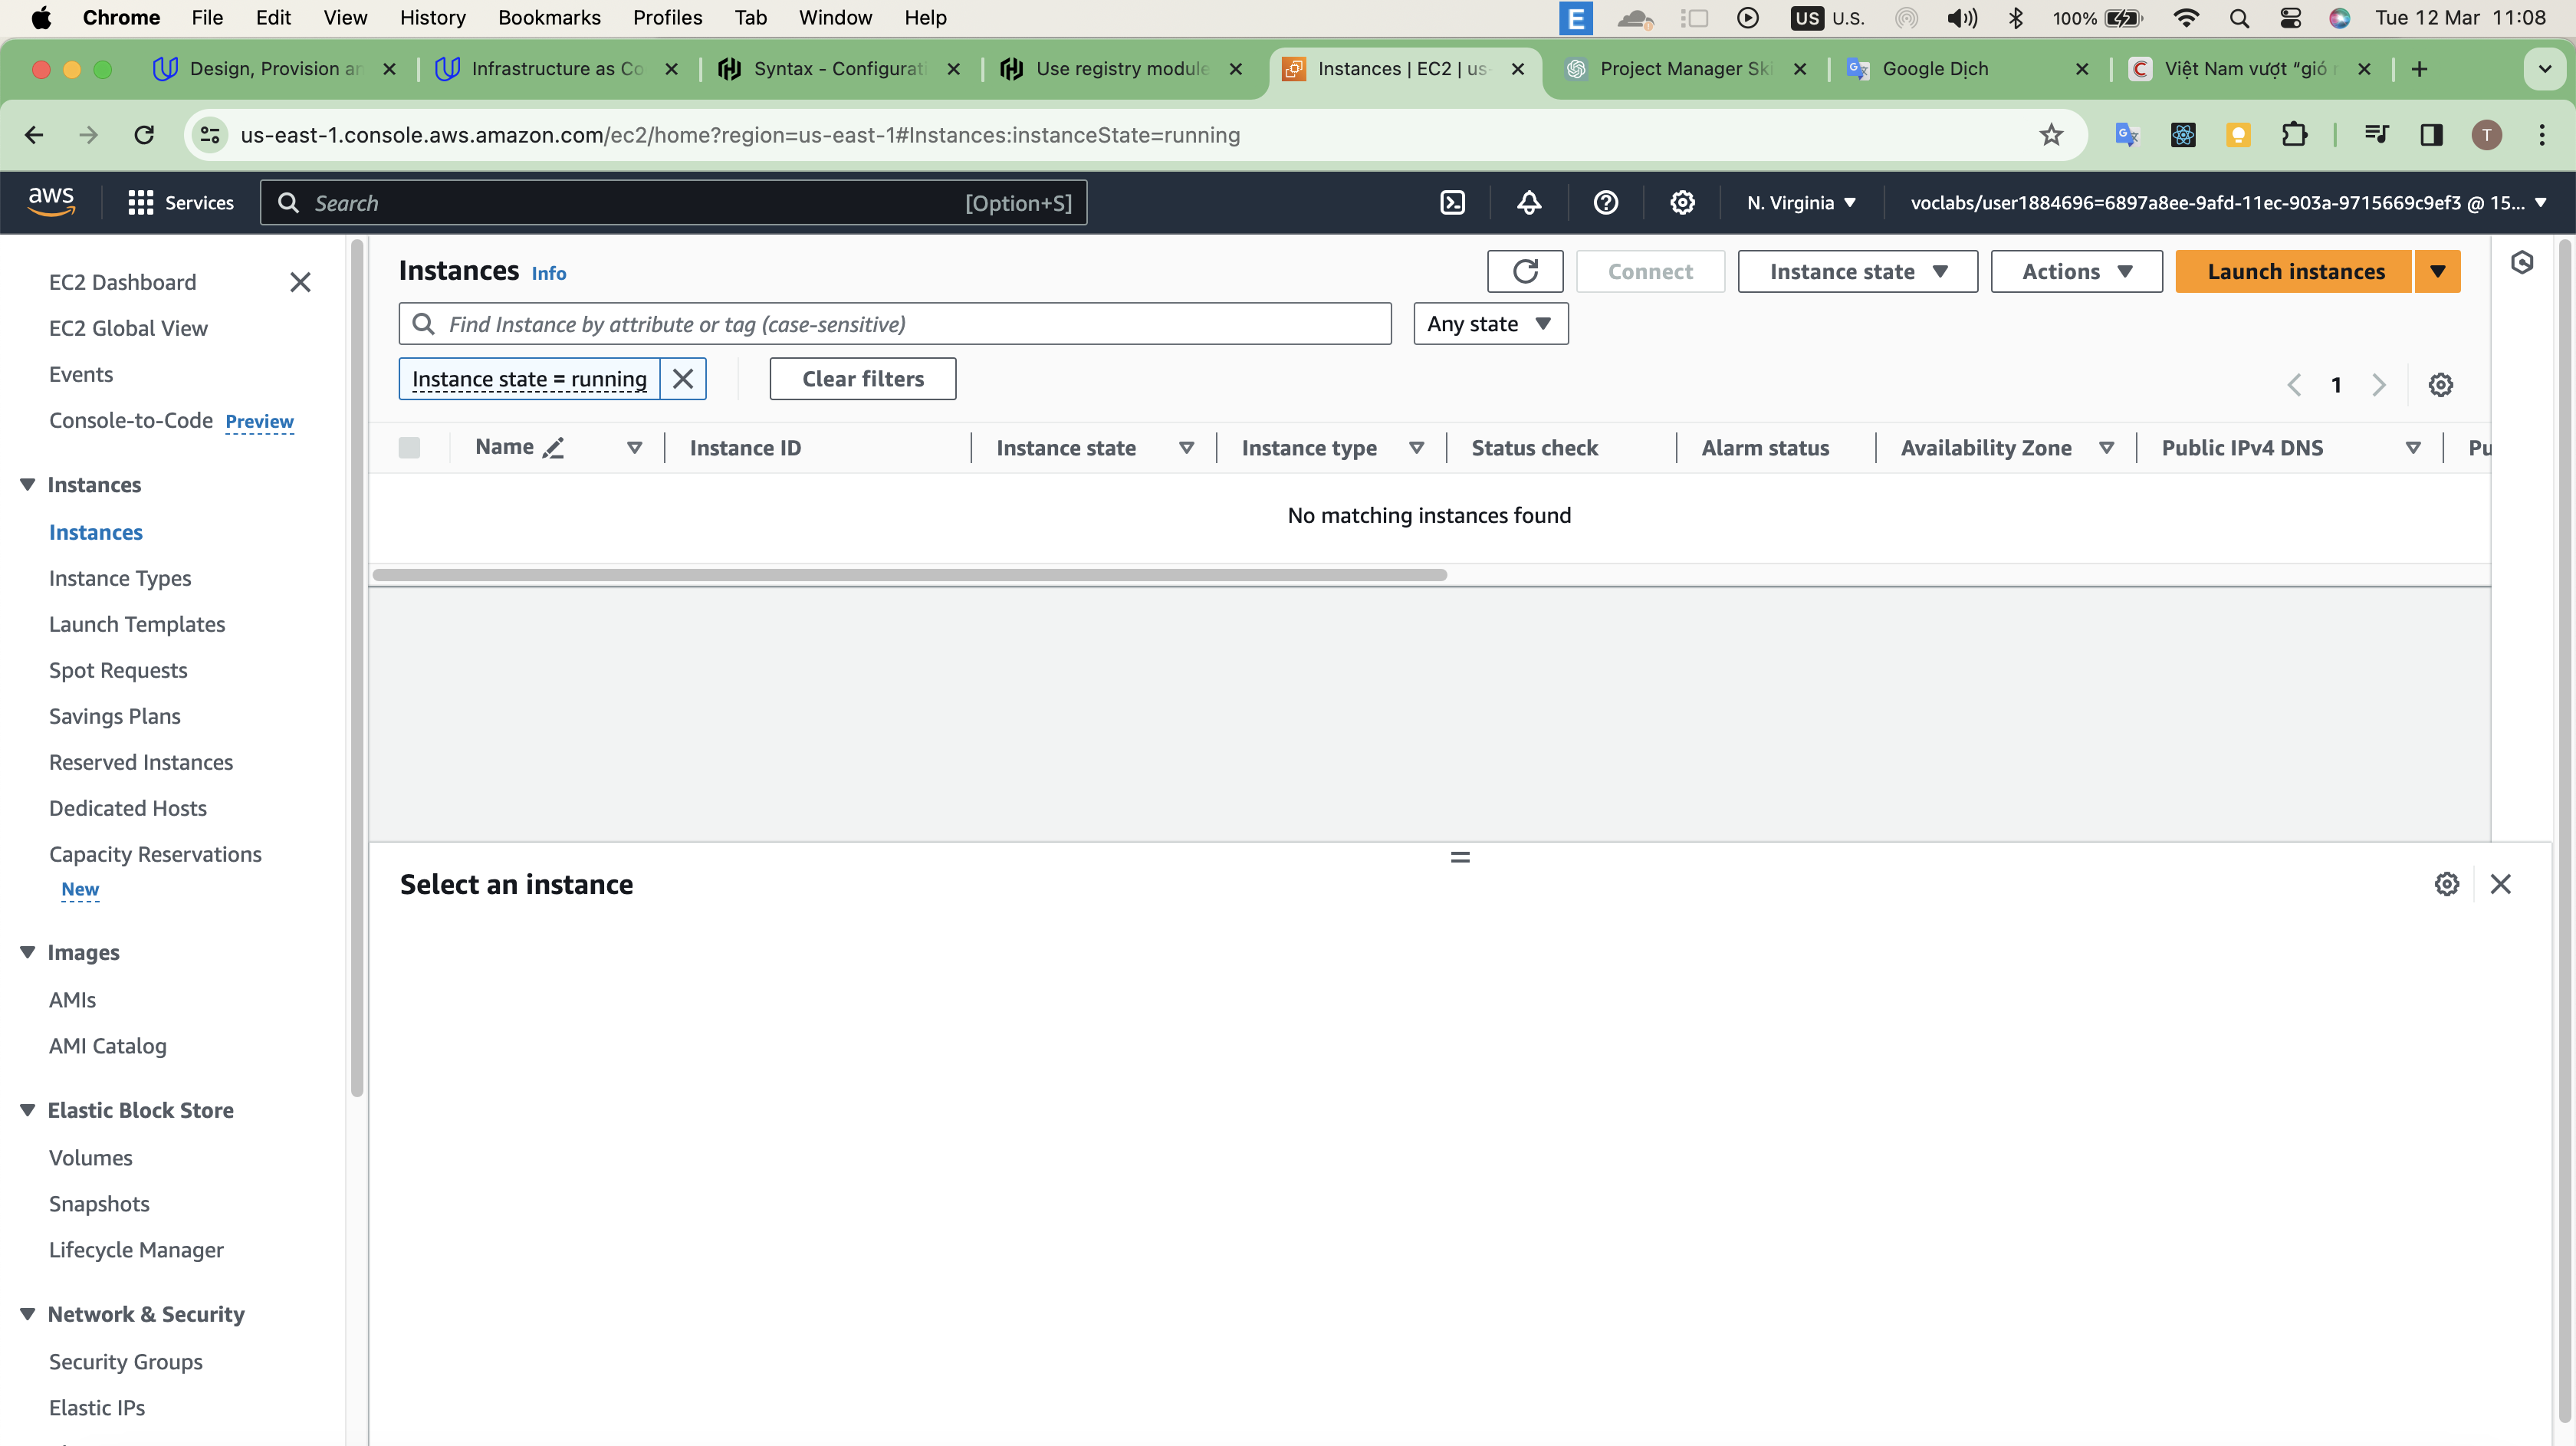 Chrome File Edit View History Bookmarks Profiles Tab Window Help E US U.S. 100% Tue 12 Mar 11:08
Design, Provision an Infrastructure as Co Syntax - Configurati Use registry module Instances | EC2 | us- Project Manager Ski Google Dịch Việt Nam vượt “gió
us-east-1.console.aws.amazon.com/ec2/home?region=us-east-1#Instances:instanceState=running T
aws Services Search [Option+S] N. Virginia voclabs/user1884696=6897a8ee-9afd-11ec-903a-9715669c9ef3 @ 15...
EC2 Dashboard
EC2 Global View
Events
Console-to-Code Preview
Instances
Instances
Instance Types
Launch Templates
Spot Requests
Savings Plans
Reserved Instances
Dedicated Hosts
Capacity Reservations
New
Images
AMIs
AMI Catalog
Elastic Block Store
Volumes
Snapshots
Lifecycle Manager
Network & Security
Security Groups
Elastic IPs
Instances Info Connect Instance state Actions Launch instances
Find Instance by attribute or tag (case-sensitive) Any state
Instance state = running Clear filters 1
Name Instance ID Instance state Instance type Status check Alarm status Availability Zone Public IPv4 DNS Pu
No matching instances found
Select an instance